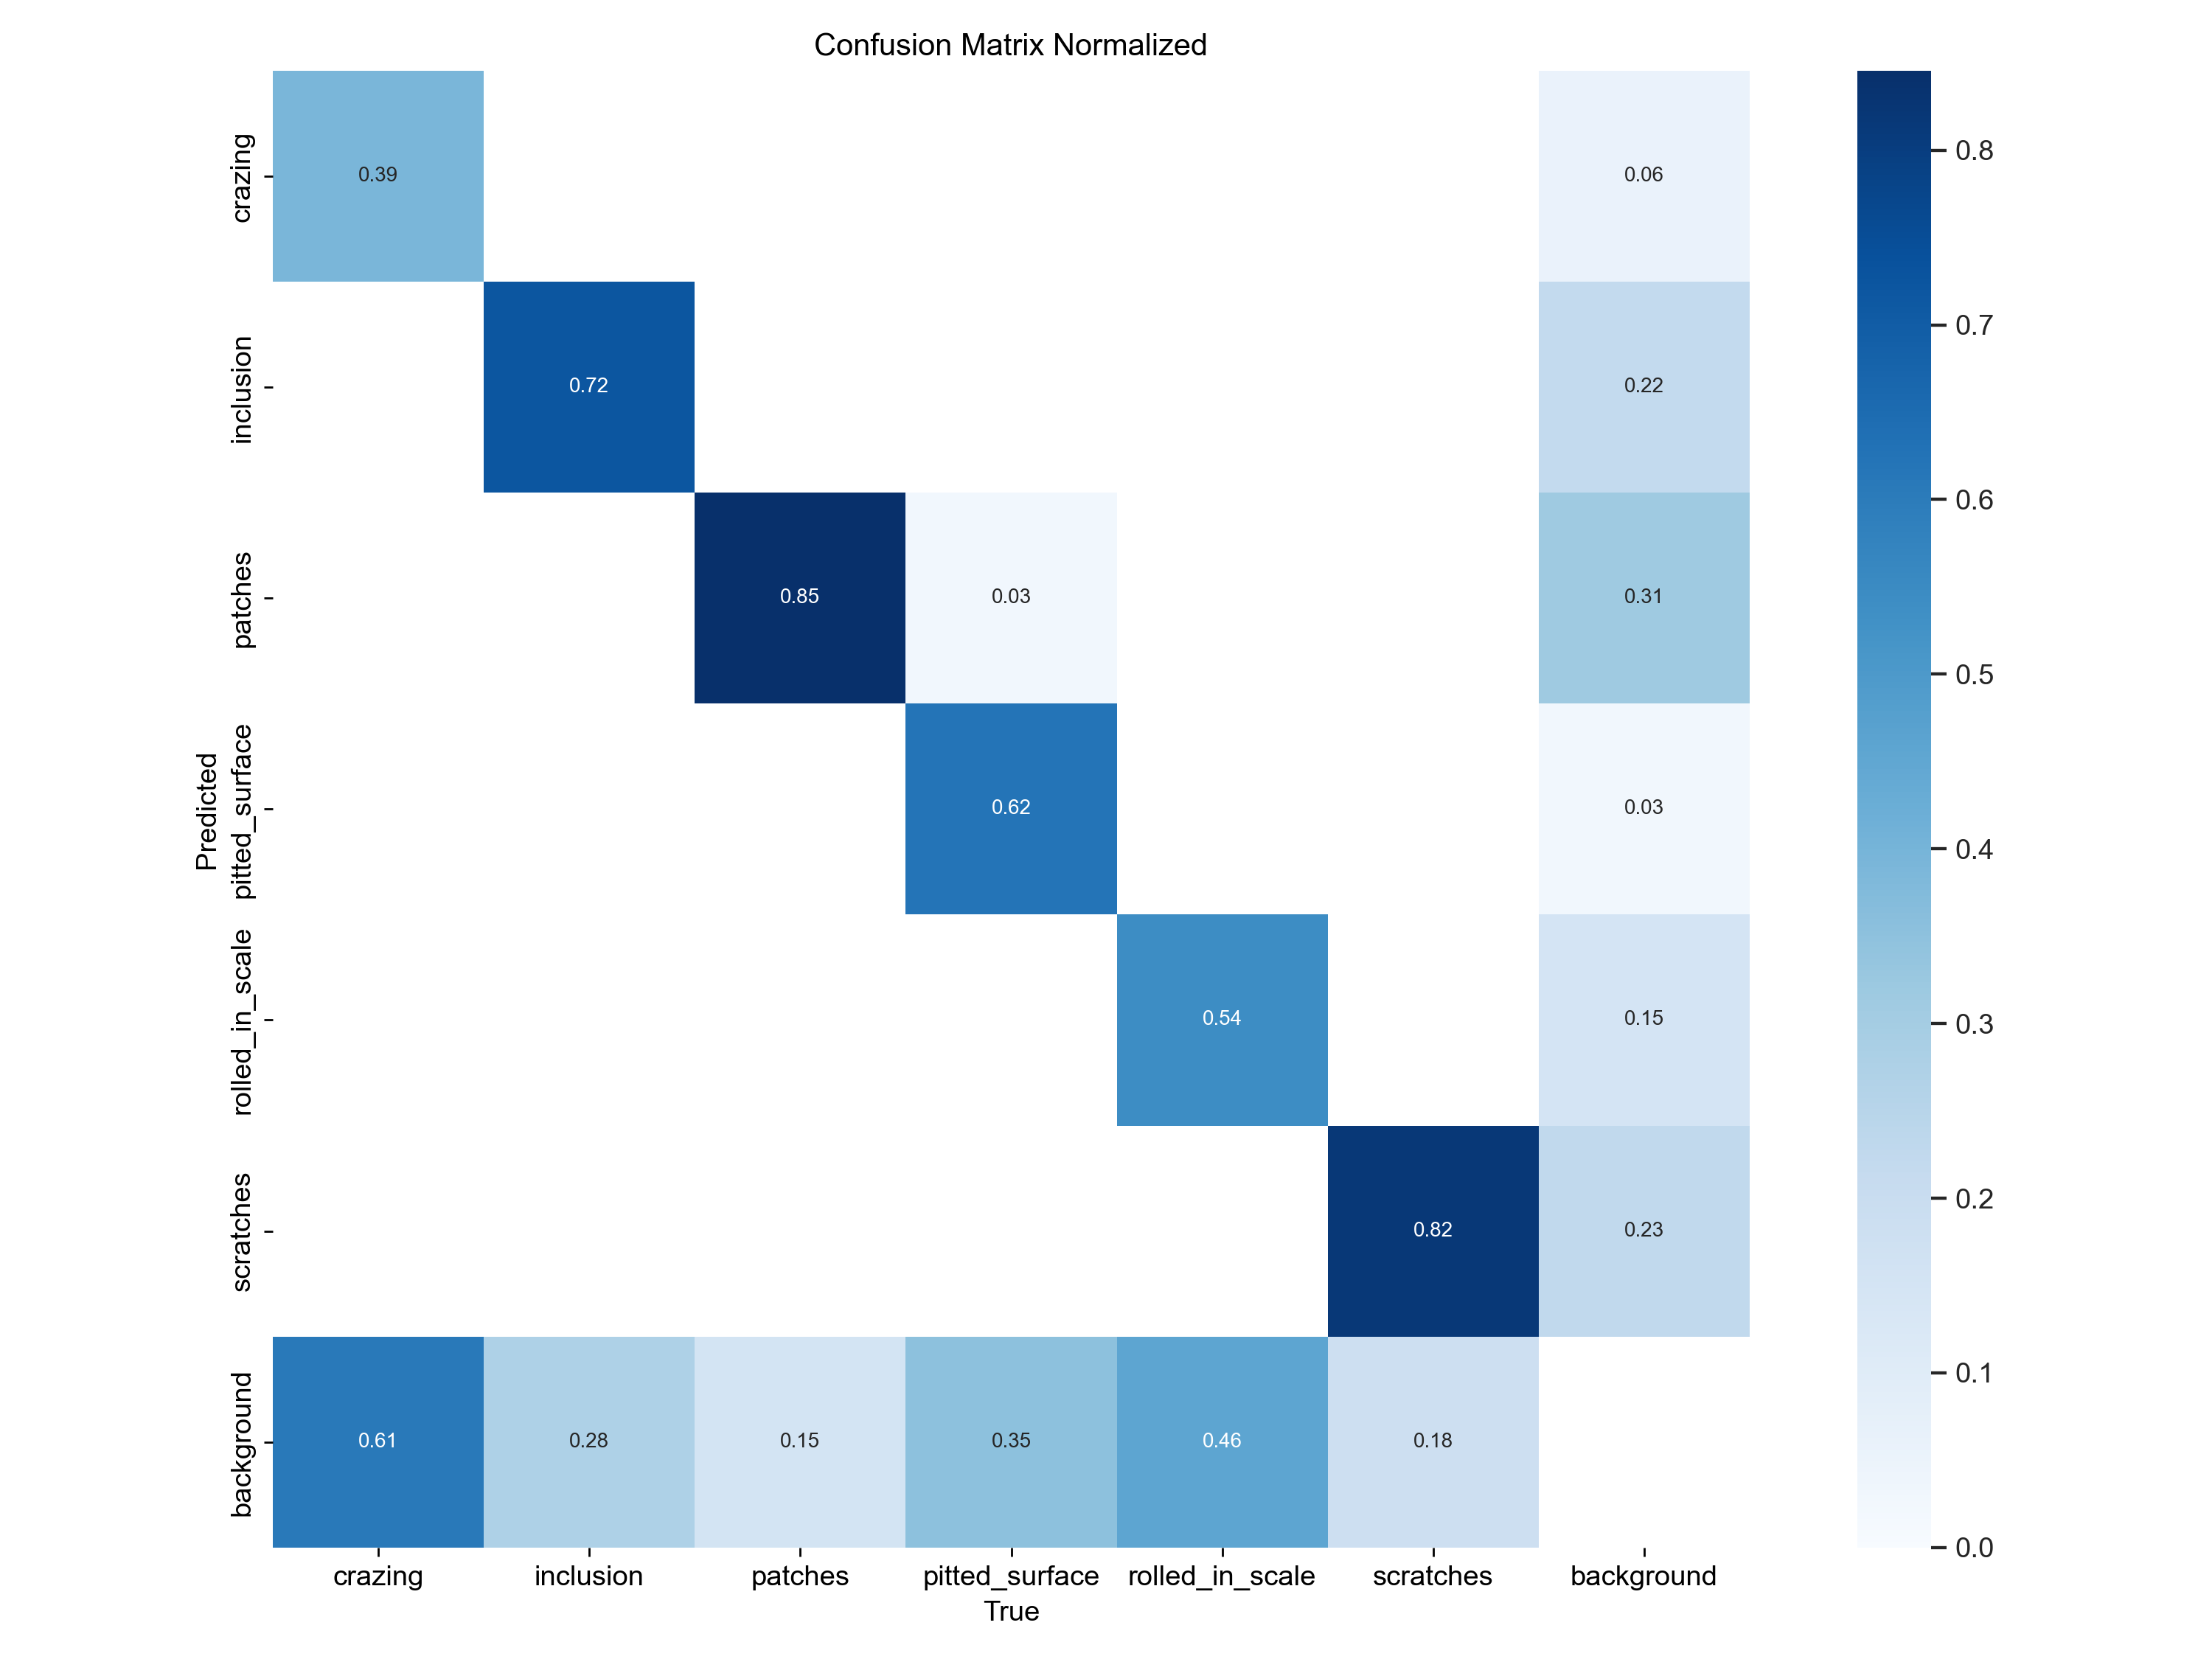 Confusion Matrix Normalized
crazing
0.39
0.06
inclusion
0.72
0.22
patches
0.85
0.03
0.31
Predicted
pitted_surface
0.62
0.03
rolled_in_scale
0.54
0.15
scratches
0.82
0.23
background
0.61
0.28
0.15
0.35
0.46
0.18
crazing
inclusion
patches
pitted_surface
rolled_in_scale
scratches
background
True
0.8
0.7
0.6
0.5
0.4
0.3
0.2
0.1
0.0